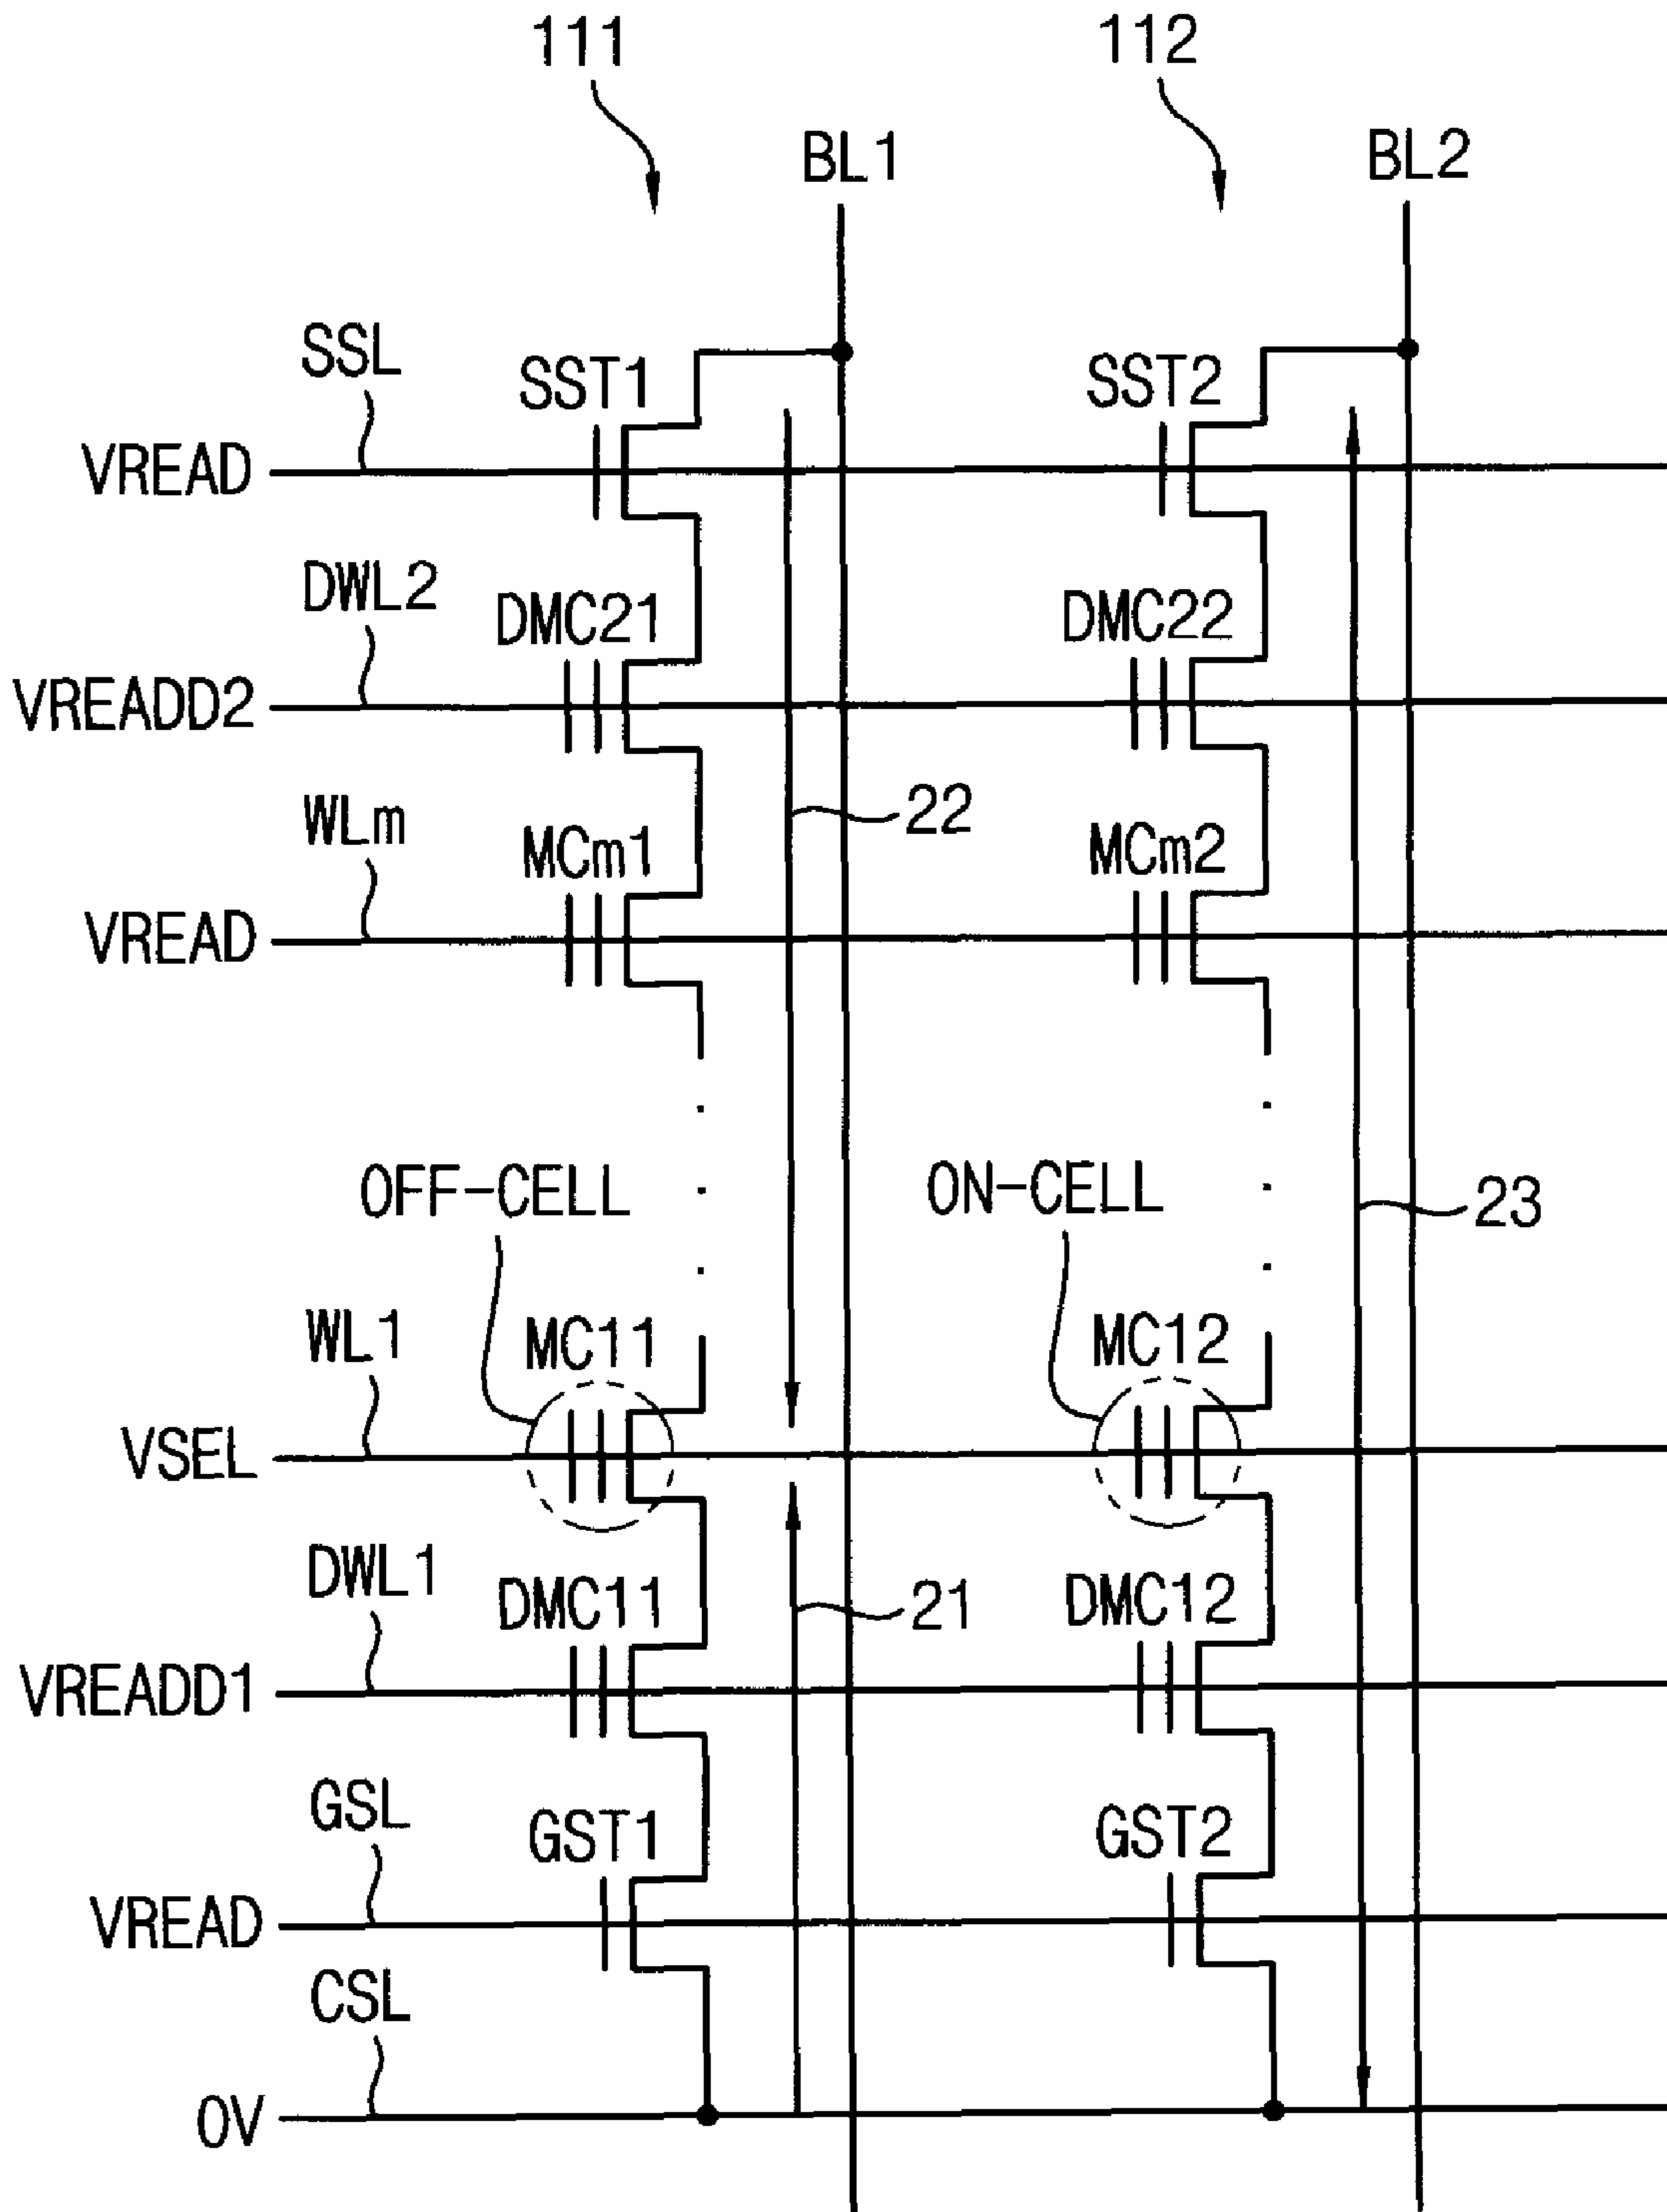 111
112
BL1
BL2
SSL
SST1
SST2
VREAD
DWL2
DMC21
DMC22
VREADD2
WLm
22
MCm1
MCm2
VREAD
OFF-CELL
ON-CELL
23
WL1
MC11
MC12
VSEL
DWL1
DMC11
21
DMC12
VREADD1
GSL
GST1
GST2
VREAD
CSL
0V